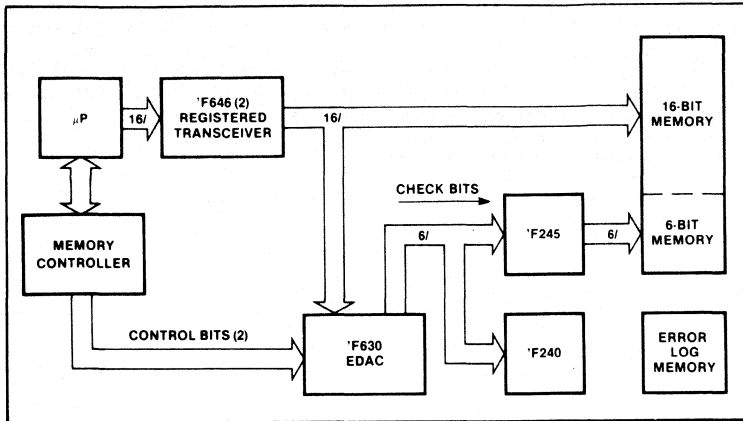 μP
16/
'F646 (2)
REGISTERED
TRANSCEIVER
16/
16-BIT
MEMORY
CHECK BITS
MEMORY
CONTROLLER
6/
'F245
6/
6-BIT
MEMORY
CONTROL BITS (2)
'F630
EDAC
'F240
ERROR
LOG
MEMORY